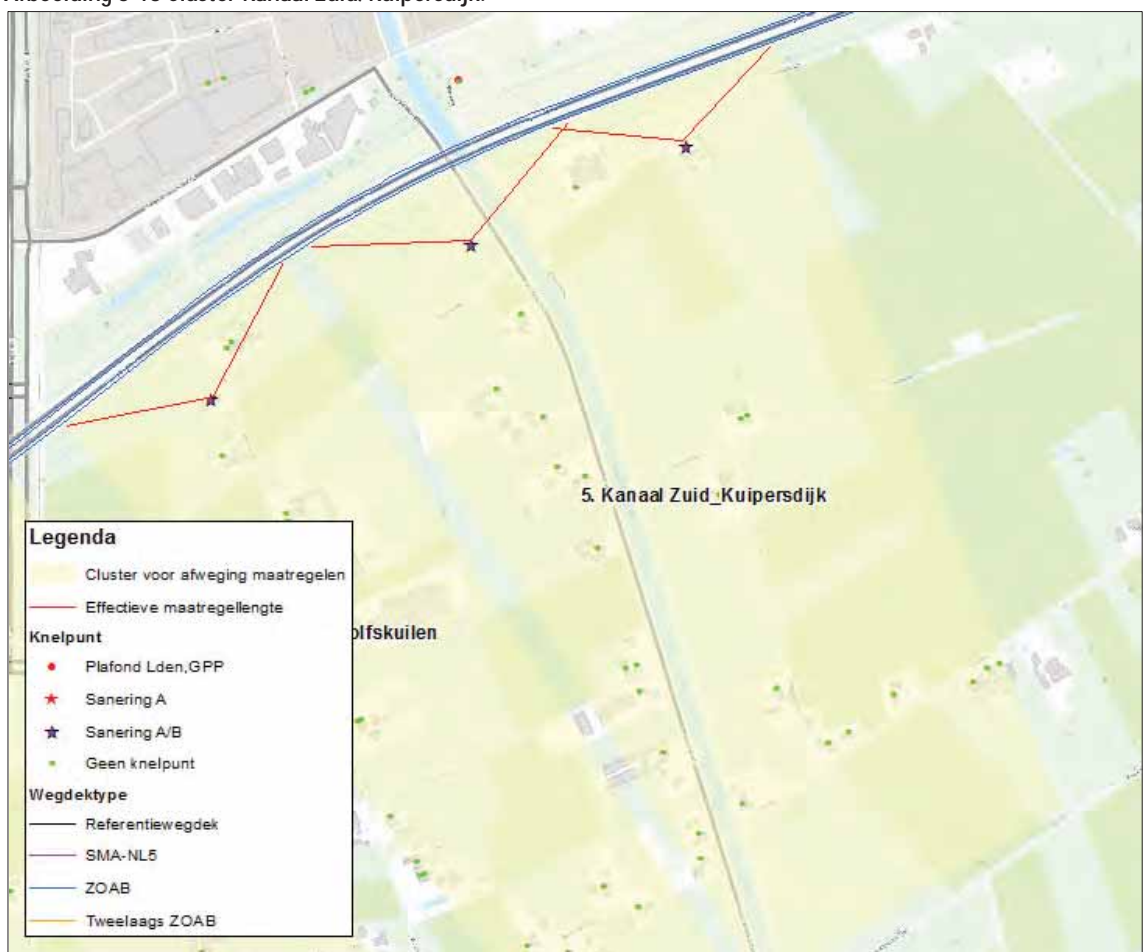 5. Kanaal Zuid_Kuipersdijk
olfskuilen
Legenda
Cluster voor afweging maatregelen
Effectieve maatregellengte
Knelpunt
Plafond Lden,GPP
Sanering A
Sanering A/B
Geen knelpunt
Wegdektype
Referentiewegdek
SMA-NL5
ZOAB
Tweelaags ZOAB